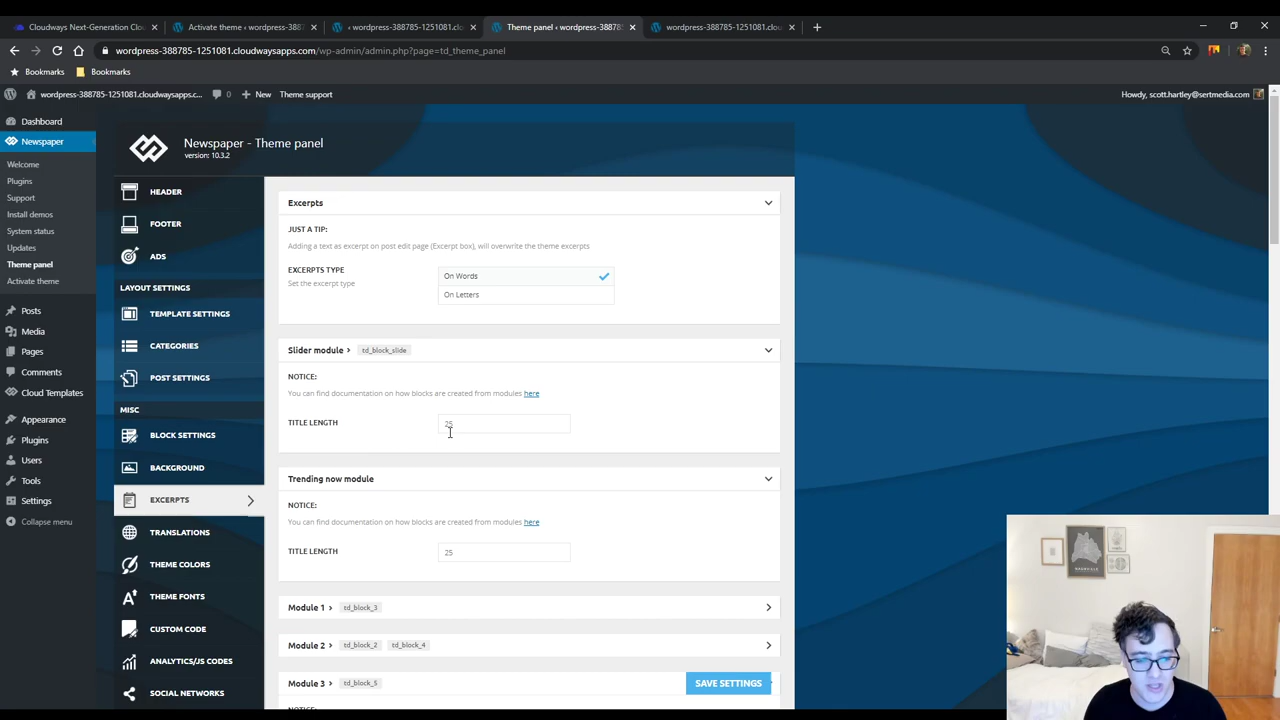 Cloudways Next-Generation Clo
Activate theme ‹ wordpress-3887
‹ wordpress-388785-1251081.clo
Theme panel ‹ wordpress-388785
wordpress-388785-1251081.clou
wordpress-388785-1251081.cloudwaysapps.com/wp-admin/admin.php?page=td_theme_panel
Bookmarks
Bookmarks
wordpress-388785-1251081.cloudwaysapps.c...
0
New
Theme support
Howdy, scott.hartley@sertmedia.com
Dashboard
Newspaper
Welcome
Plugins
Support
Install demos
System status
Updates
Theme panel
Activate theme
Posts
Media
Pages
Comments
Cloud Templates
Appearance
Plugins
Users
Tools
Settings
Collapse menu
Newspaper - Theme panel
version: 10.3.2
HEADER
FOOTER
ADS
LAYOUT SETTINGS
TEMPLATE SETTINGS
CATEGORIES
POST SETTINGS
MISC
BLOCK SETTINGS
BACKGROUND
EXCERPTS
TRANSLATIONS
THEME COLORS
THEME FONTS
CUSTOM CODE
ANALYTICS/JS CODES
SOCIAL NETWORKS
Excerpts
JUST A TIP:
Adding a text as excerpt on post edit page (Excerpt box), will overwrite the theme excerpts
EXCERPTS TYPE
Set the excerpt type
On Words
On Letters
Slider module › td_block_slide
NOTICE:
You can find documentation on how blocks are created from modules here
TITLE LENGTH
25
Trending now module
NOTICE:
You can find documentation on how blocks are created from modules here
TITLE LENGTH
25
Module 1 › td_block_3
Module 2 › td_block_2 td_block_4
Module 3 › td_block_5
SAVE SETTINGS
NOTICE: